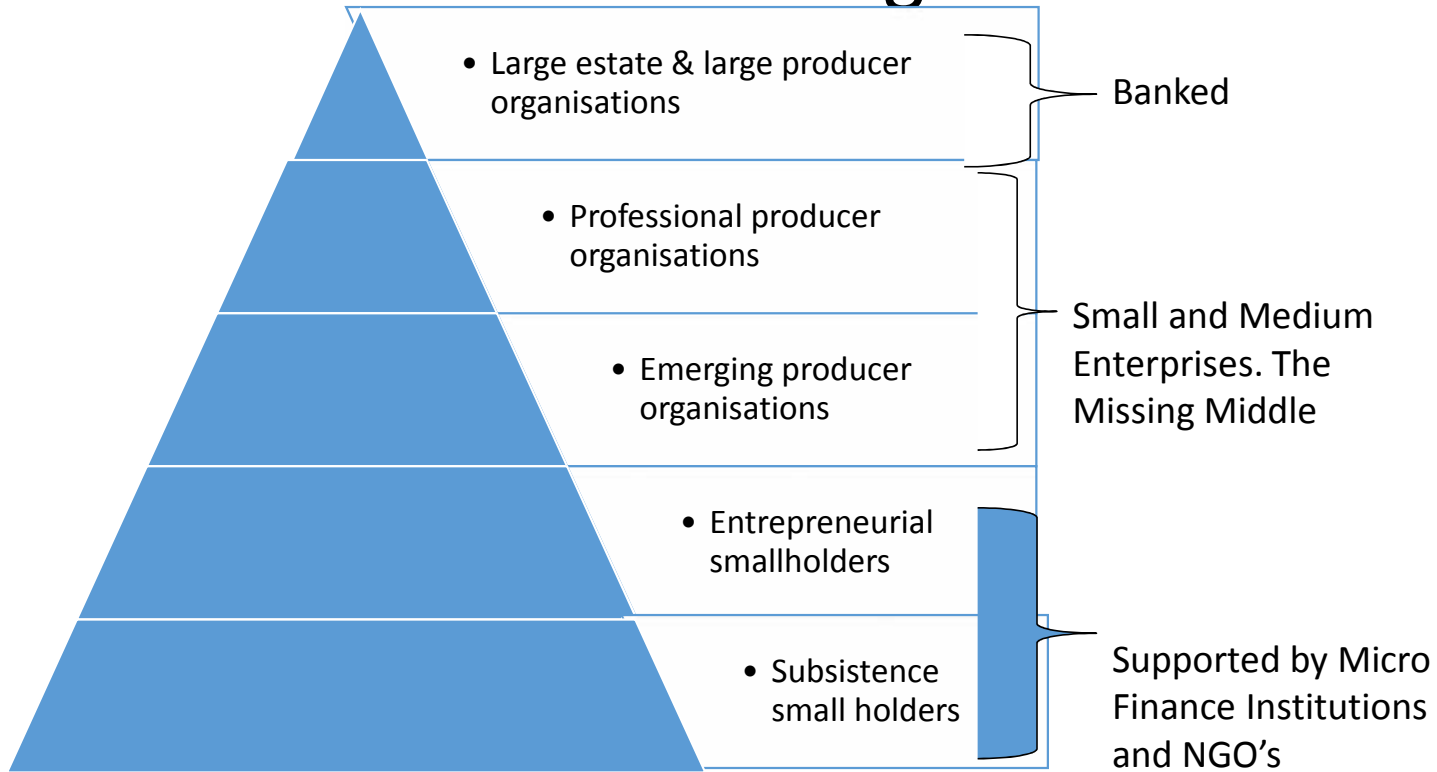 • Large estate & large producer
organisations
Banked
• Professional producer
organisations
• Emerging producer
organisations
Small and Medium
Enterprises. The
Missing Middle
• Entrepreneurial
smallholders
• Subsistence
small holders
Supported by Micro
Finance Institutions
and NGO’s